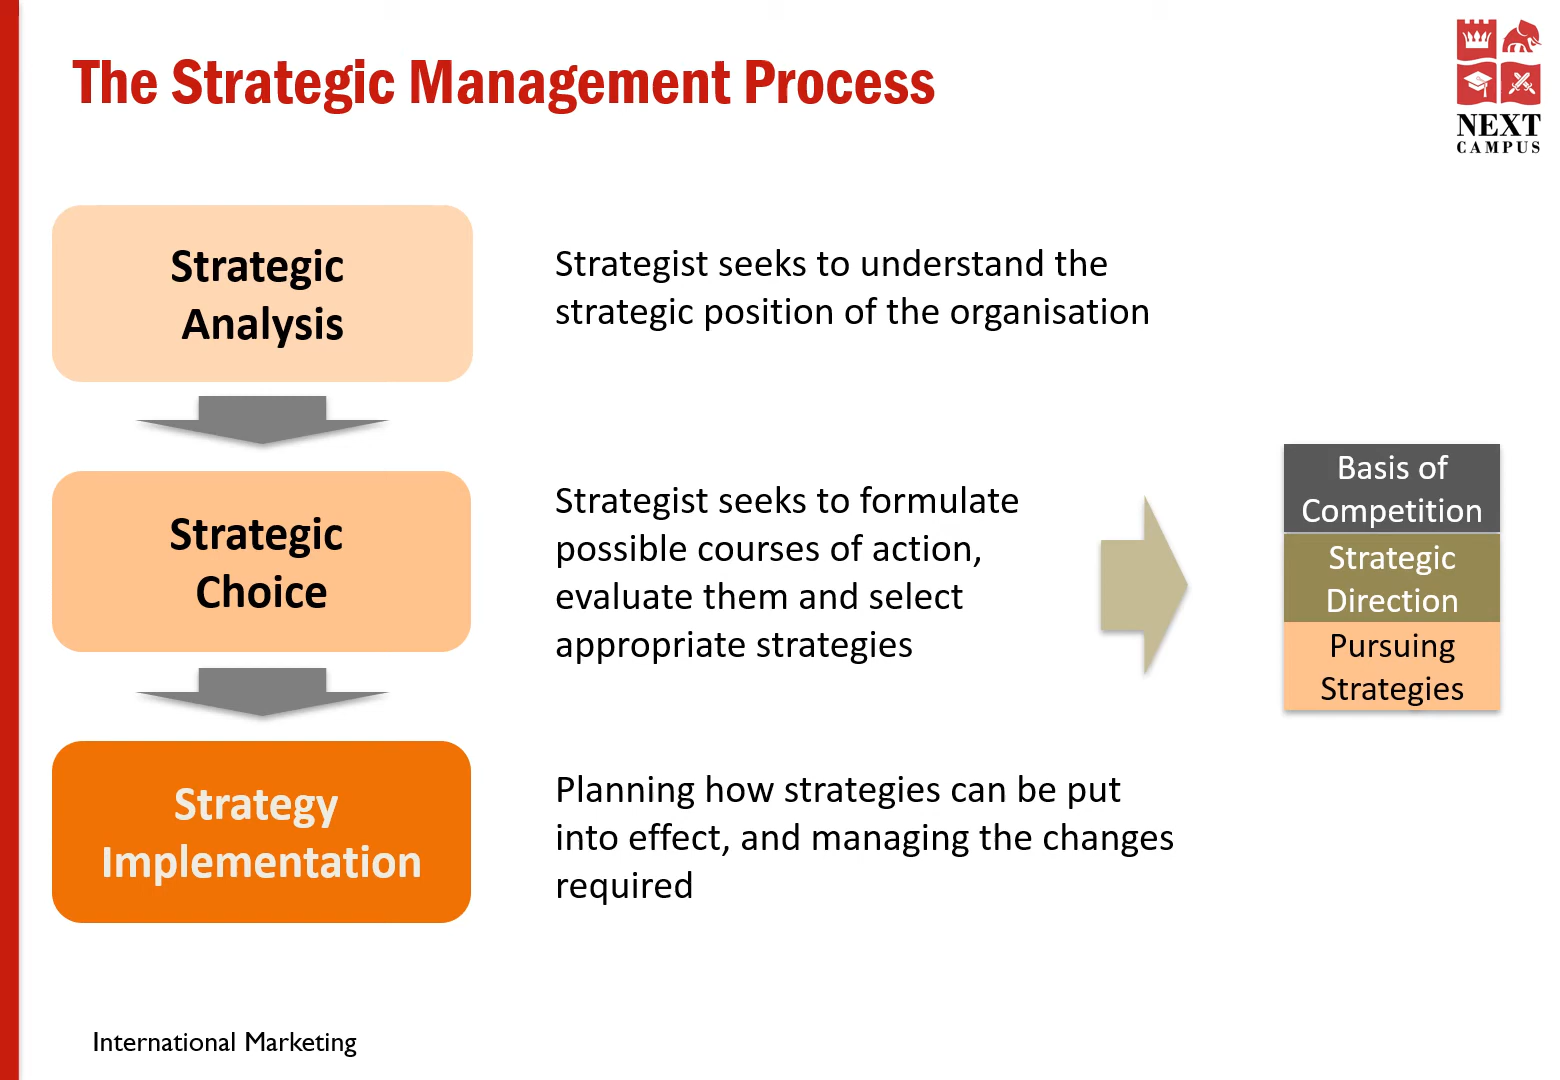 The Strategic Management Process
NEXT
CAMPUS
Strategic
Analysis
Strategist seeks to understand the
strategic position of the organisation
Strategic
Choice
Strategist seeks to formulate
possible courses of action,
evaluate them and select
appropriate strategies
Basis of
Competition
Strategic
Direction
Pursuing
Strategies
Strategy
Implementation
Planning how strategies can be put
into effect, and managing the changes
required
International Marketing